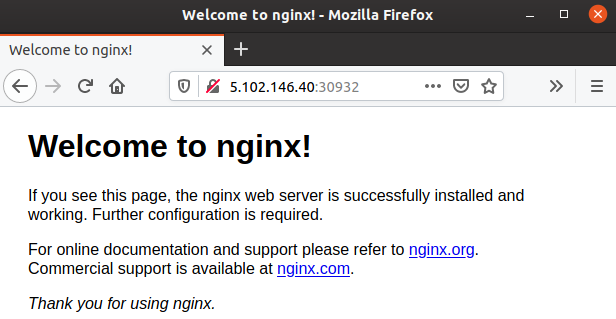 Welcome to nginx! - Mozilla Firefox
Welcome to nginx!
5.102.146.40:30932
Welcome to nginx!
If you see this page, the nginx web server is successfully installed and
working. Further configuration is required.
For online documentation and support please refer to nginx.org.
Commercial support is available at nginx.com.
Thank you for using nginx.